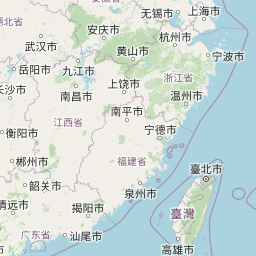 上海市
无锡市
湖北省
安庆市
杭州市
武汉市
黄山市
宁波市
岳阳市
九江市
上饶市
浙江省
长沙市
南昌市
温州市
南平市
江西省
宁德市
衡阳市
福建省
郴州市
臺北市
韶关市
泉州市
清远市
揭阳市
臺灣
广东省
汕尾市
高雄市